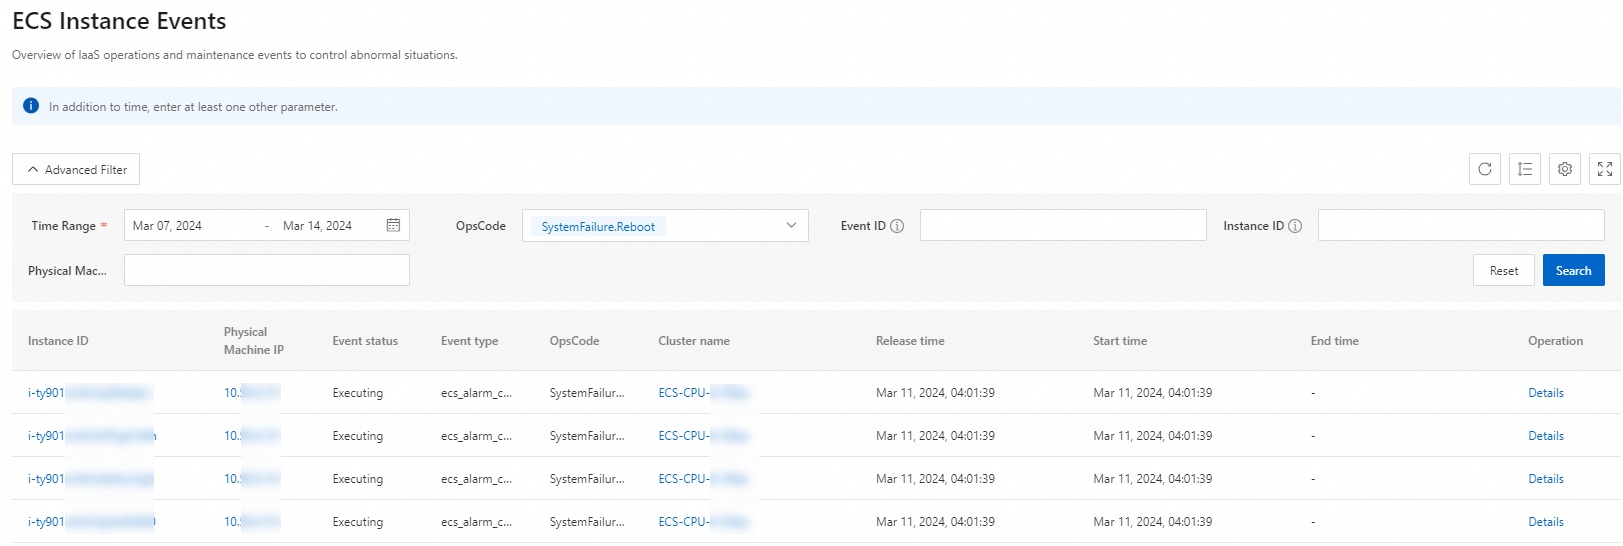 ECS Instance Events
Overview of IaaS operations and maintenance events to control abnormal situations.
In addition to time, enter at least one other parameter.
Advanced Filter
Time Range * Mar 07, 2024 - Mar 14, 2024 OpsCode SystemFailure.Reboot Event ID Instance ID
Physical Mac... Reset Search
Instance ID Physical Machine IP Event status Event type OpsCode Cluster name Release time Start time End time Operation
i-ty901 10. Executing ecs_alarm_c... SystemFailur... ECS-CPU- Mar 11, 2024, 04:01:39 Mar 11, 2024, 04:01:39 - Details
i-ty901 10. Executing ecs_alarm_c... SystemFailur... ECS-CPU- Mar 11, 2024, 04:01:39 Mar 11, 2024, 04:01:39 - Details
i-ty901 10. Executing ecs_alarm_c... SystemFailur... ECS-CPU- Mar 11, 2024, 04:01:39 Mar 11, 2024, 04:01:39 - Details
i-ty901 10. Executing ecs_alarm_c... SystemFailur... ECS-CPU- Mar 11, 2024, 04:01:39 Mar 11, 2024, 04:01:39 - Details